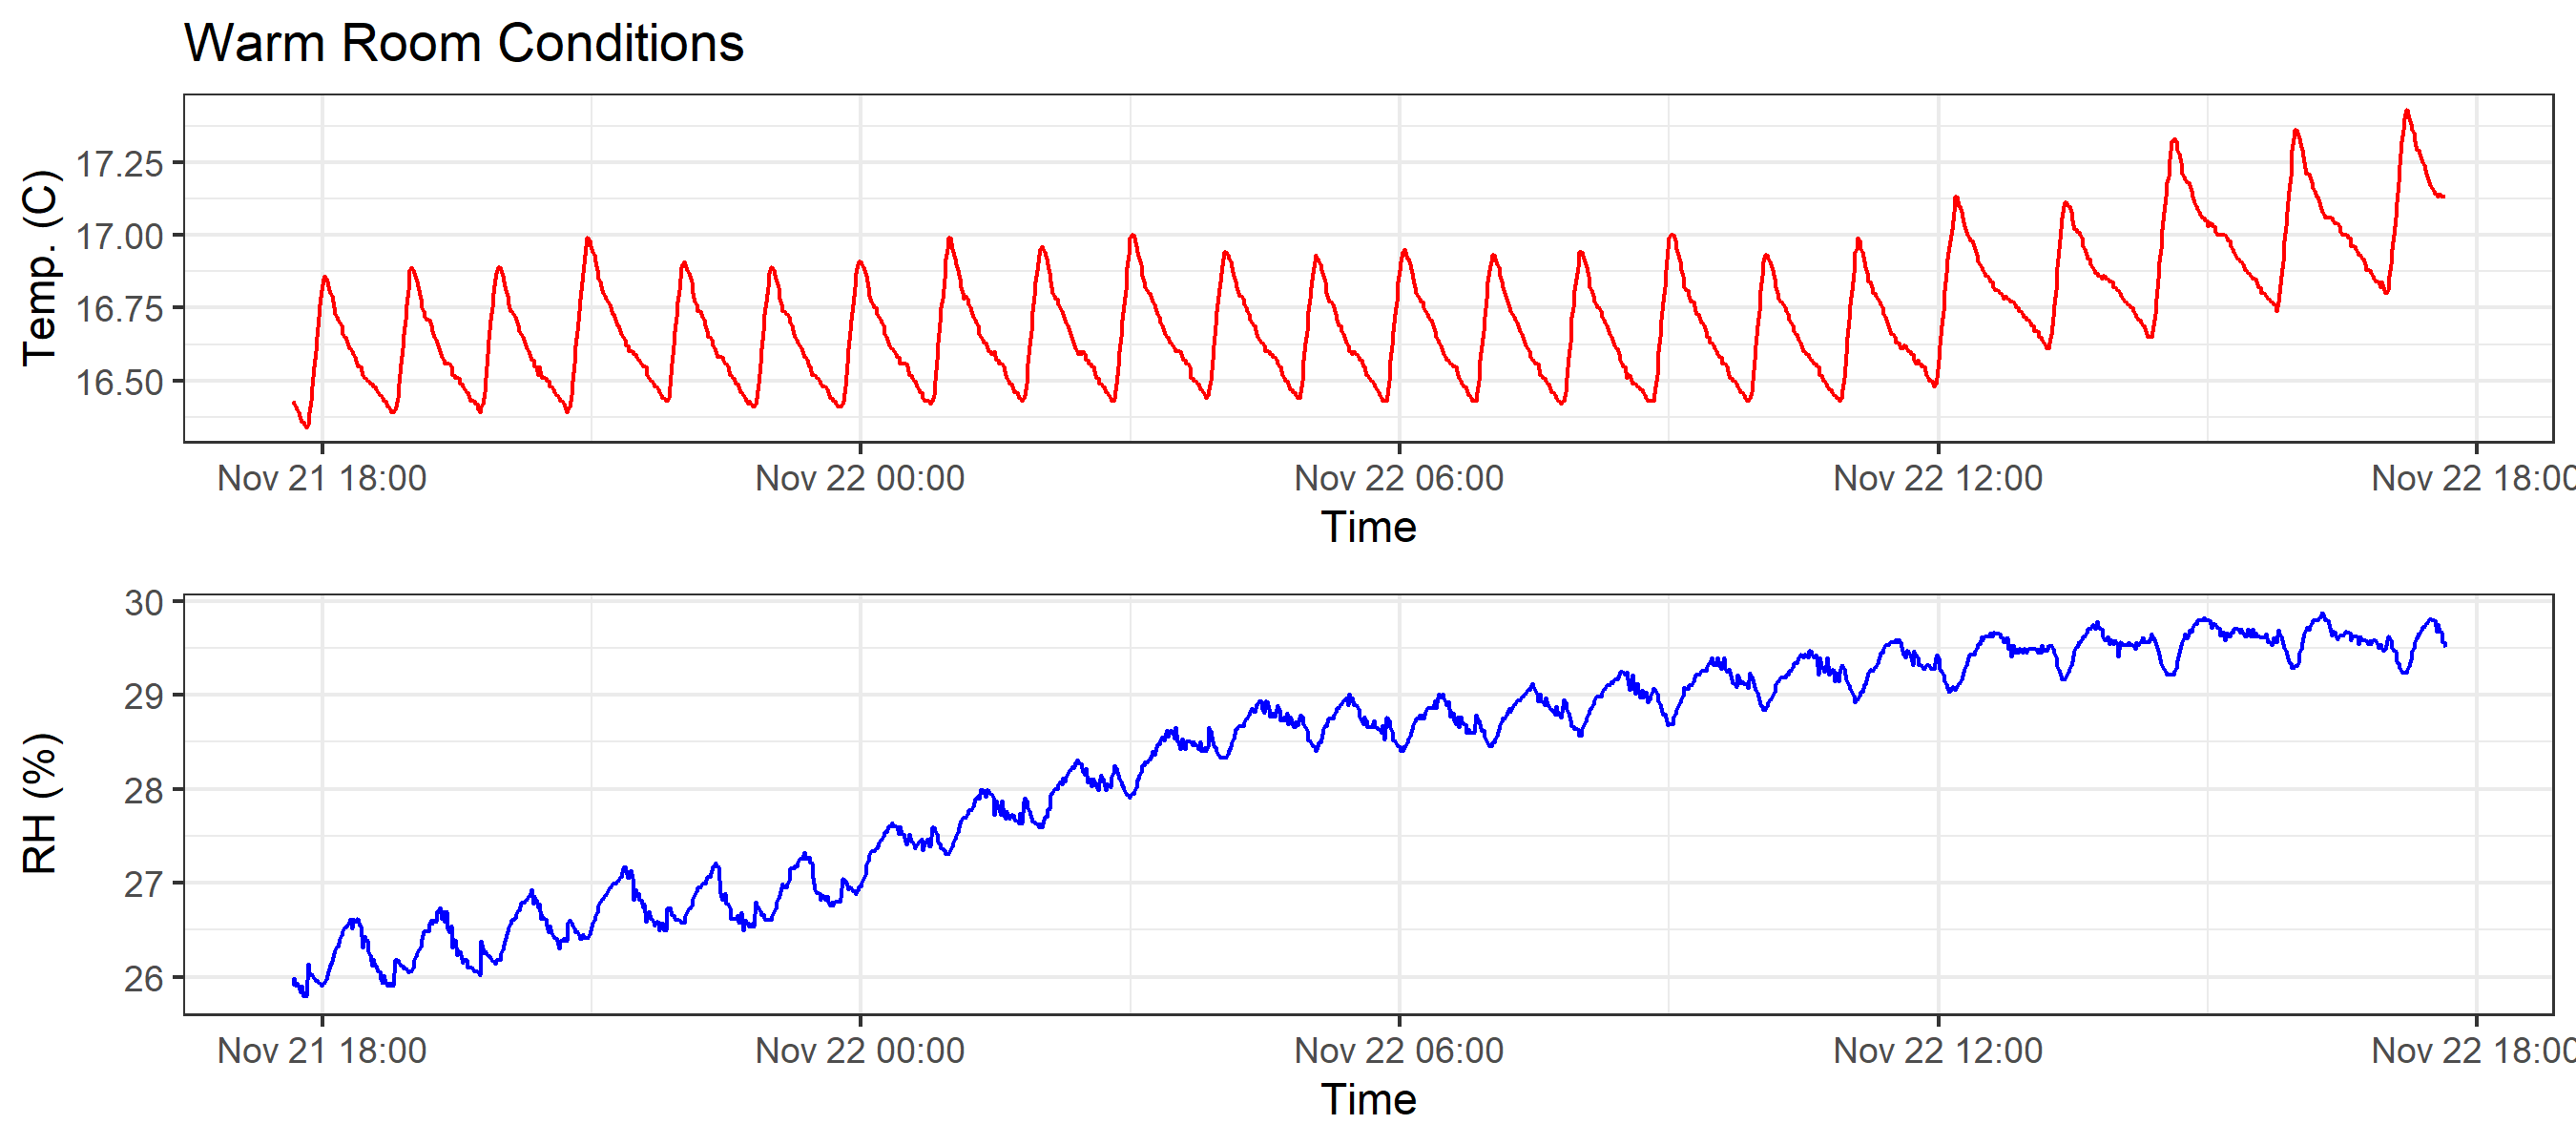 Warm Room Conditions
Temp. (C)
17.25
17.00
16.75
16.50
Nov 21 18:00 Nov 22 00:00 Nov 22 06:00 Nov 22 12:00 Nov 22 18:00
Time
RH (%)
30
29
28
27
26
Nov 21 18:00 Nov 22 00:00 Nov 22 06:00 Nov 22 12:00 Nov 22 18:00
Time